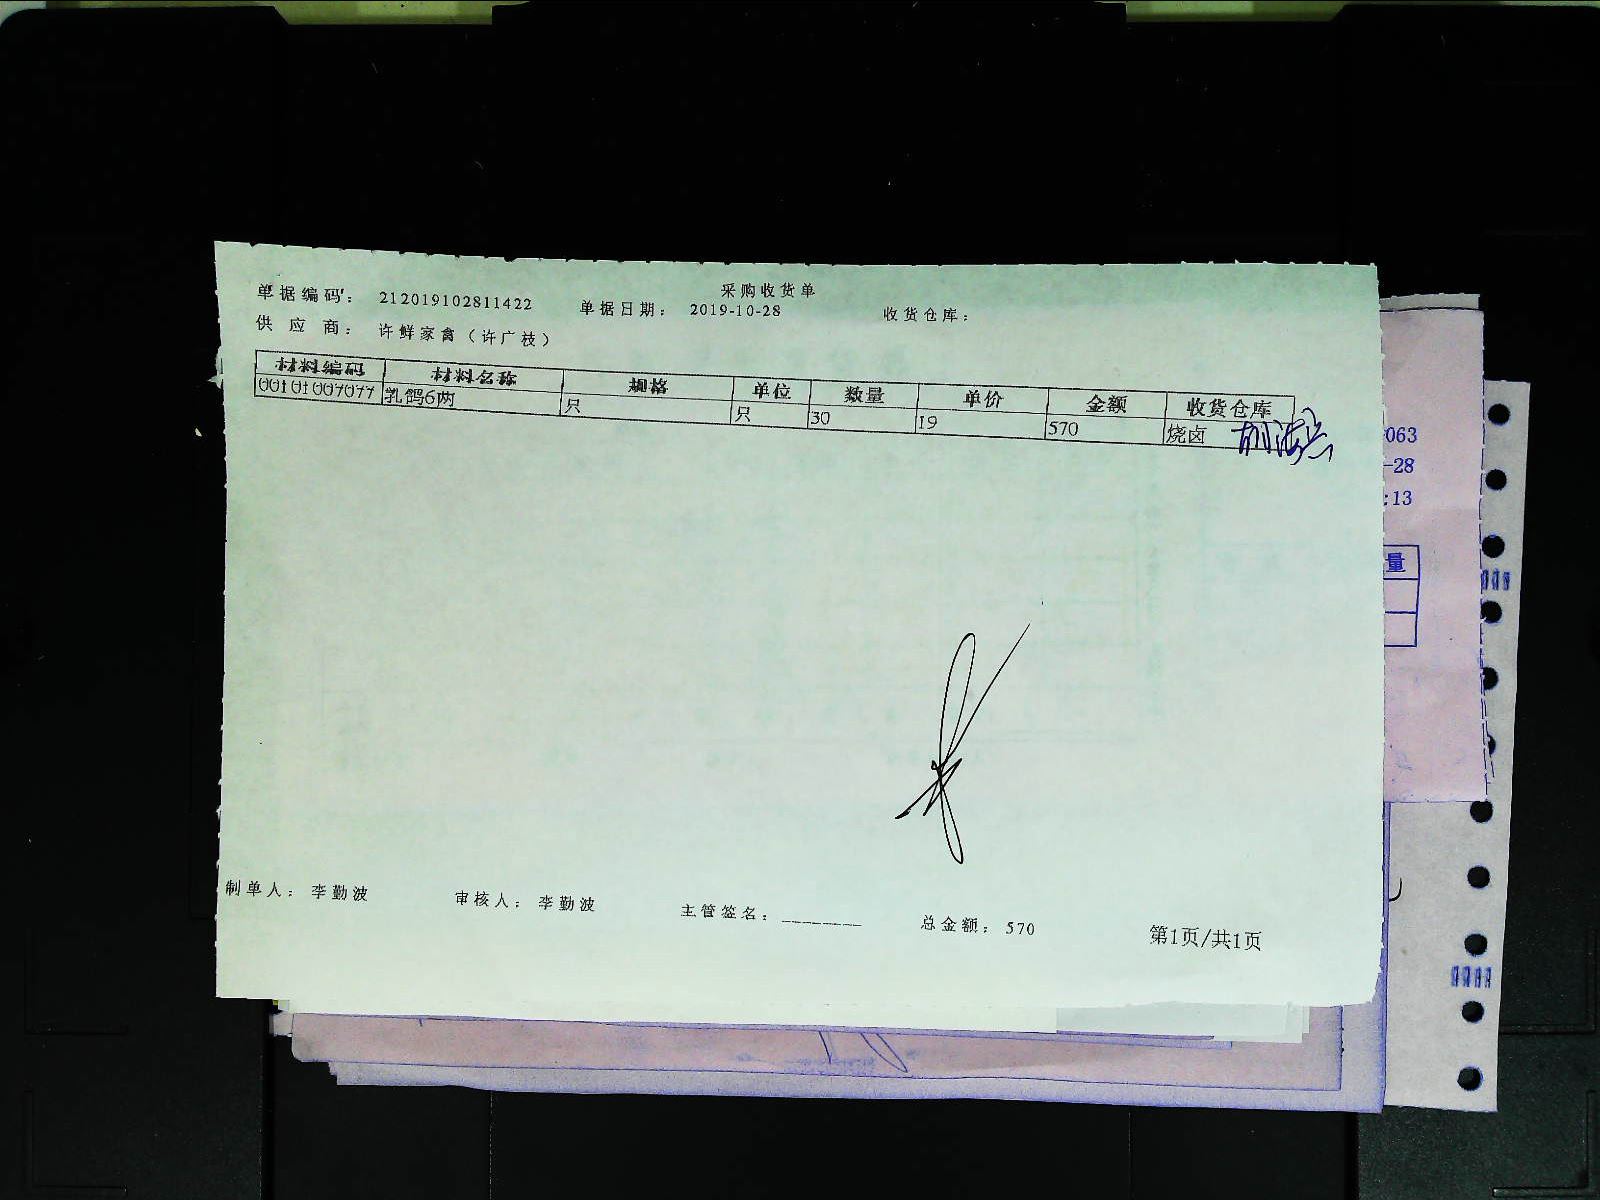 采购收货单
单据编码: 212019102811422 单据日期: 2019-10-28 收货仓库:
供应商: 许鲜家禽（许广枝）
材料编码 材料名称 规格 单位 数量 单价 金额 收货仓库
00101007077 乳鸽6两 只 只 30 19 570 烧卤
063
-28
:13
量
制单人: 李勤波 审核人: 李勤波 主管签名: 总金额: 570 第1页/共1页